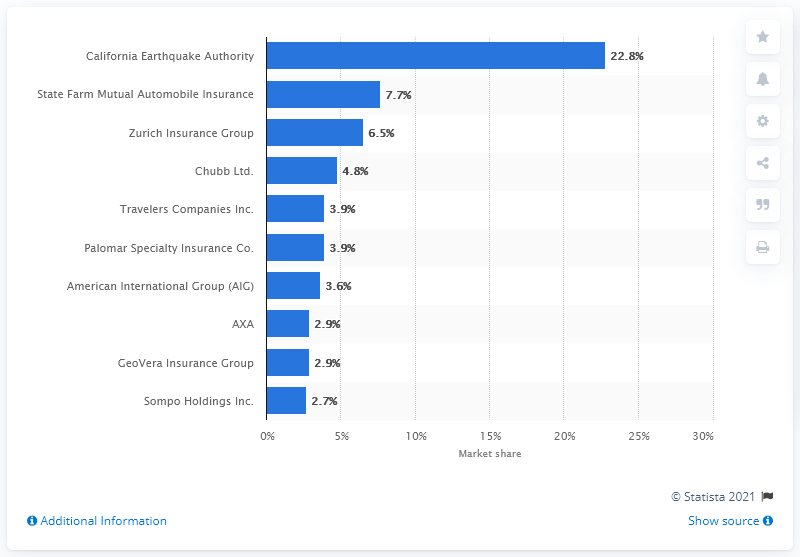 California Earthquake Authority 22.8%
State Farm Mutual Automobile Insurance 7.7%
Zurich Insurance Group 6.5%
Chubb Ltd. 4.8%
Travelers Companies Inc. 3.9%
Palomar Specialty Insurance Co. 3.9%
American International Group (AIG) 3.6%
AXA 2.9%
GeoVera Insurance Group 2.9%
Sompo Holdings Inc. 2.7%
0% 5% 10% 15% 20% 25% 30%
Market share
© Statista 2021
Additional Information Show source